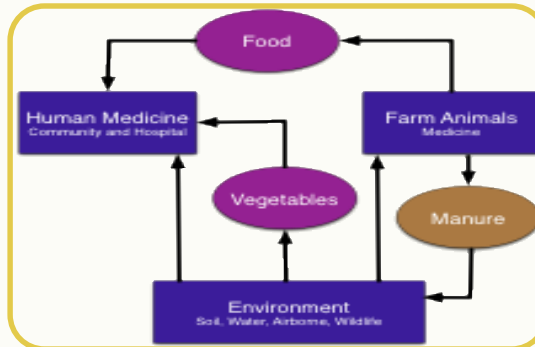 Food
Human Medicine
Community and Hospital
Farm Animals
Medicine
Vegetables
Manure
Environment
Soil, Water, Airborne, Wildlife